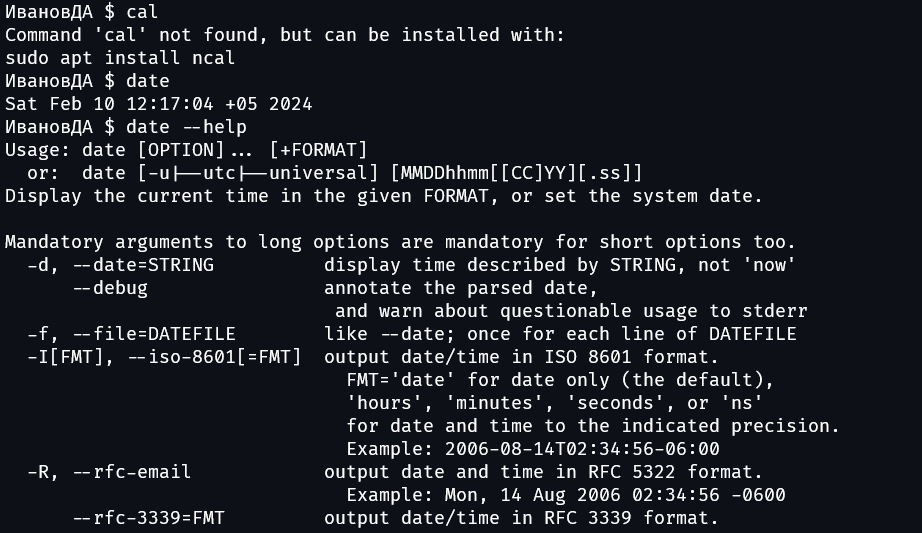 ИвановДА $ cal
Command 'cal' not found, but can be installed with:
sudo apt install ncal
ИвановДА $ date
Sat Feb 10 12:17:04 +05 2024
ИвановДА $ date --help
Usage: date [OPTION]... [+FORMAT]
  or:  date [-u|--utc|--universal] [MMDDhhmm[[CC]YY][.ss]]
Display the current time in the given FORMAT, or set the system date.

Mandatory arguments to long options are mandatory for short options too.
  -d, --date=STRING          display time described by STRING, not 'now'
      --debug                annotate the parsed date,
                              and warn about questionable usage to stderr
  -f, --file=DATEFILE        like --date; once for each line of DATEFILE
  -I[FMT], --iso-8601[=FMT]  output date/time in ISO 8601 format.
                               FMT='date' for date only (the default),
                               'hours', 'minutes', 'seconds', or 'ns'
                               for date and time to the indicated precision.
                               Example: 2006-08-14T02:34:56-06:00
  -R, --rfc-email            output date and time in RFC 5322 format.
                               Example: Mon, 14 Aug 2006 02:34:56 -0600
      --rfc-3339=FMT         output date/time in RFC 3339 format.